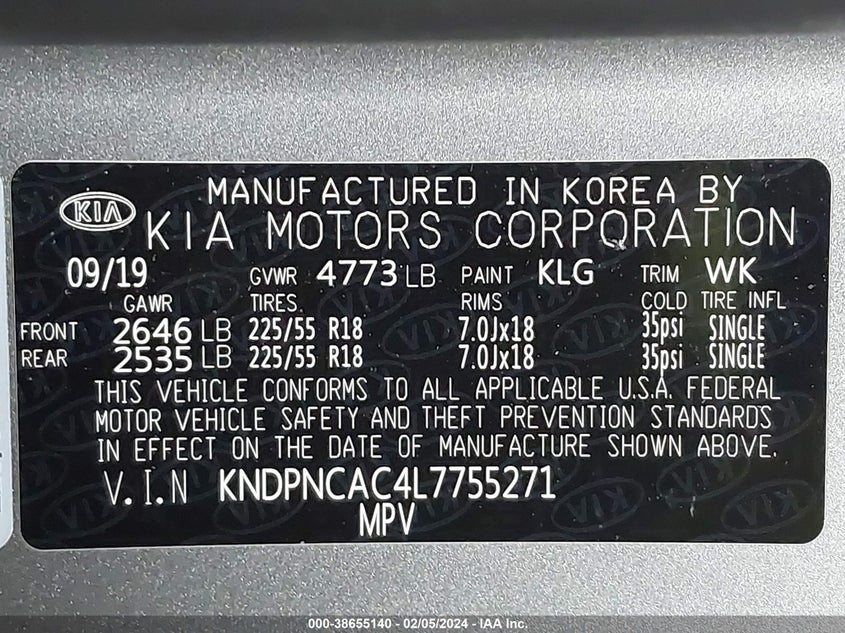 MANUFACTURED IN KOREA BY
KIA KIA MOTORS CORPORATION
09/19 GVWR 4773 LB PAINT KLG TRIM WK
GAWR TIRES RIMS COLD TIRE INFL
FRONT 2646 LB 225/55 R18 7.0Jx18 35psi SINGLE
REAR 2535 LB 225/55 R18 7.0Jx18 35psi SINGLE
THIS VEHICLE CONFORMS TO ALL APPLICABLE U.S.A. FEDERAL
MOTOR VEHICLE SAFETY AND THEFT PREVENTION STANDARDS
IN EFFECT ON THE DATE OF MANUFACTURE SHOWN ABOVE.
V.I.N KNDPNCAC4L7755271
MPV
000-38655140 - 02/05/2024 - IAA Inc.